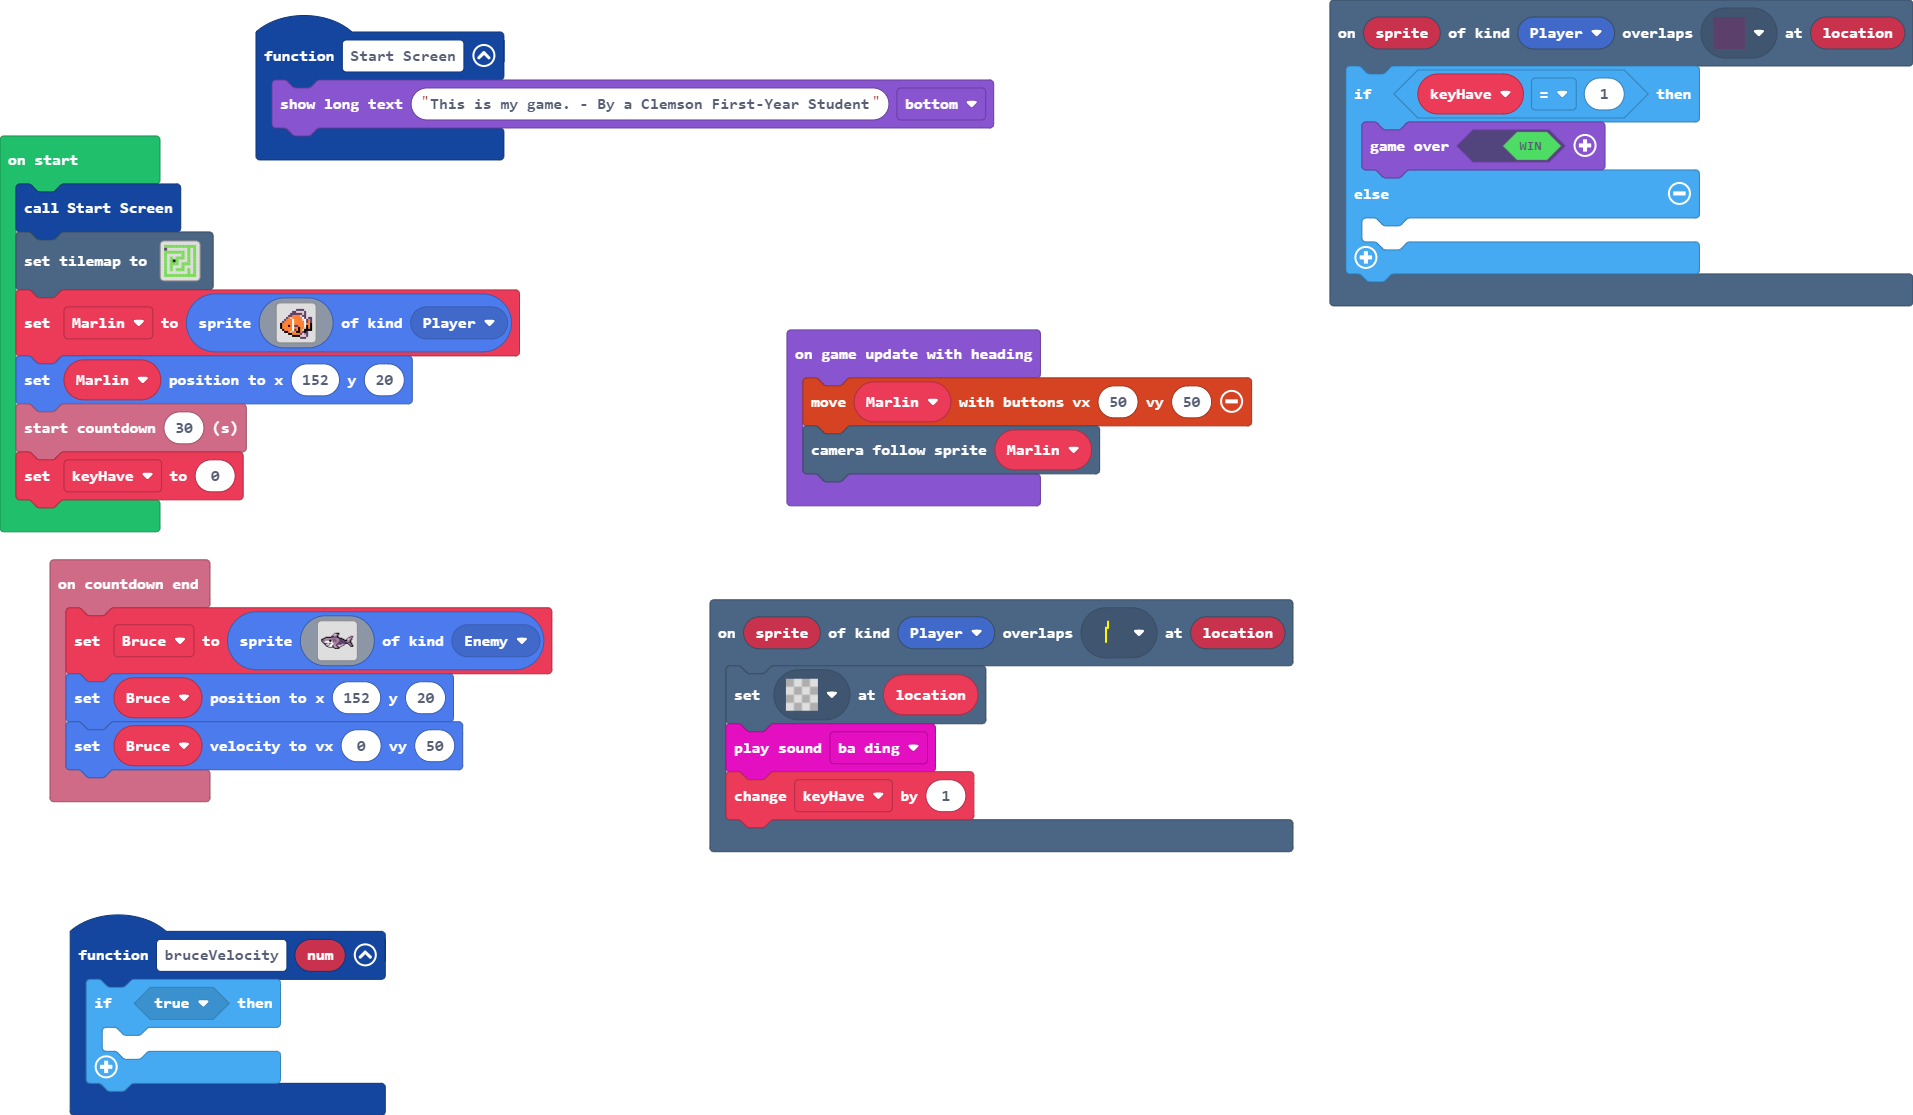 function Start Screen
show long text "This is my game. - By a Clemson First-Year Student" bottom
on start
call Start Screen
set tilemap to
set Marlin to sprite of kind Player
set Marlin position to x 152 y 20
start countdown 30 (s)
set keyHave to 0
on sprite of kind Player overlaps at location
if keyHave = 1 then
game over WIN
else
on game update with heading
move Marlin with buttons vx 50 vy 50
camera follow sprite Marlin
on countdown end
set Bruce to sprite of kind Enemy
set Bruce position to x 152 y 20
set Bruce velocity to vx 0 vy 50
on sprite of kind Player overlaps at location
set at location
play sound ba ding
change keyHave by 1
function bruceVelocity num
if true then